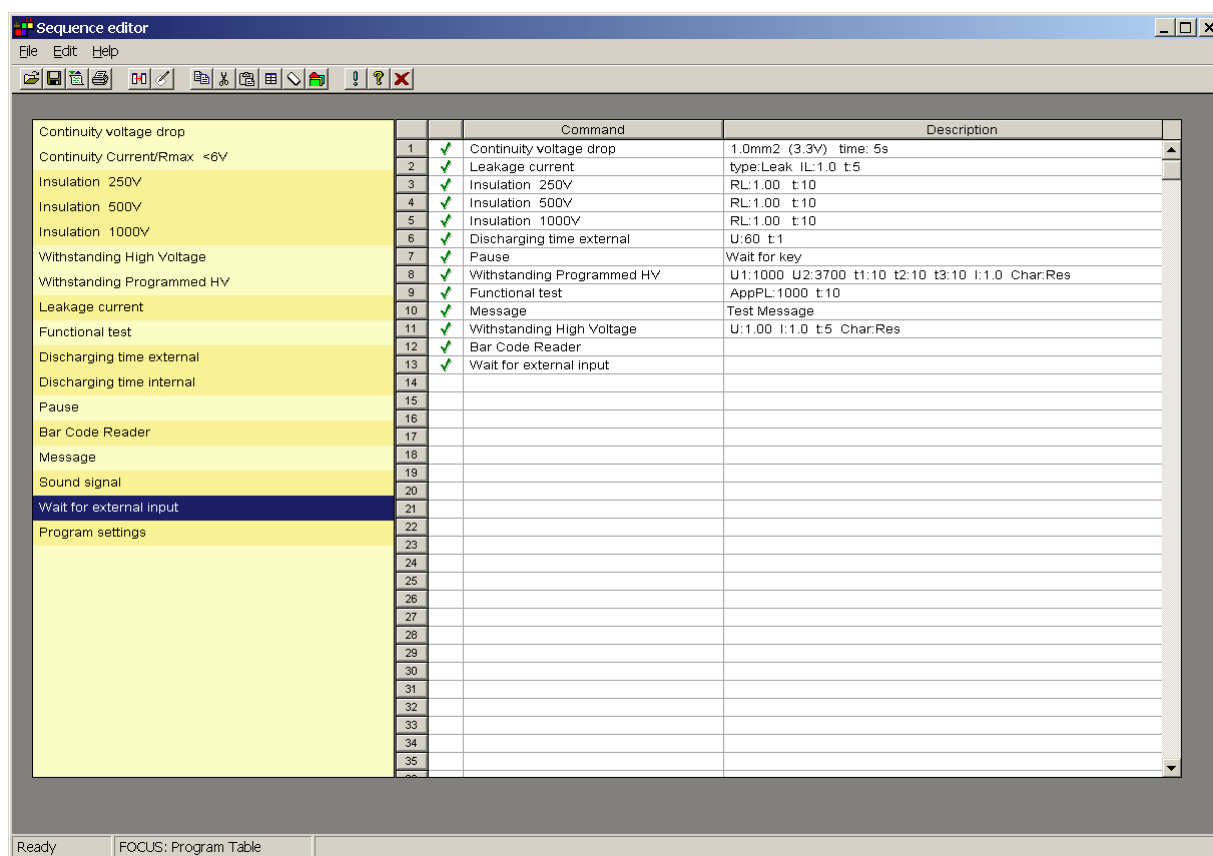 Sequence editor
File Edit Help
Continuity voltage drop
Continuity Current/Rmax <6V
Insulation 250V
Insulation 500V
Insulation 1000V
Withstanding High Voltage
Withstanding Programmed HV
Leakage current
Functional test
Discharging time external
Discharging time internal
Pause
Bar Code Reader
Message
Sound signal
Wait for external input
Program settings
Command Description
1 Continuity voltage drop 1.0mm2 (3.3V) time: 5s
2 Leakage current type:Leak IL:1.0 t:5
3 Insulation 250V RL:1.00 t:10
4 Insulation 500V RL:1.00 t:10
5 Insulation 1000V RL:1.00 t:10
6 Discharging time external U:60 t:1
7 Pause Wait for key
8 Withstanding Programmed HV U1:1000 U2:3700 t1:10 t2:10 t3:10 I:1.0 Char:Res
9 Functional test AppPL:1000 t:10
10 Message Test Message
11 Withstanding High Voltage U:1.00 I:1.0 t:5 Char:Res
12 Bar Code Reader
13 Wait for external input
14
15
16
17
18
19
20
21
22
23
24
25
26
27
28
29
30
31
32
33
34
35
Ready FOCUS: Program Table